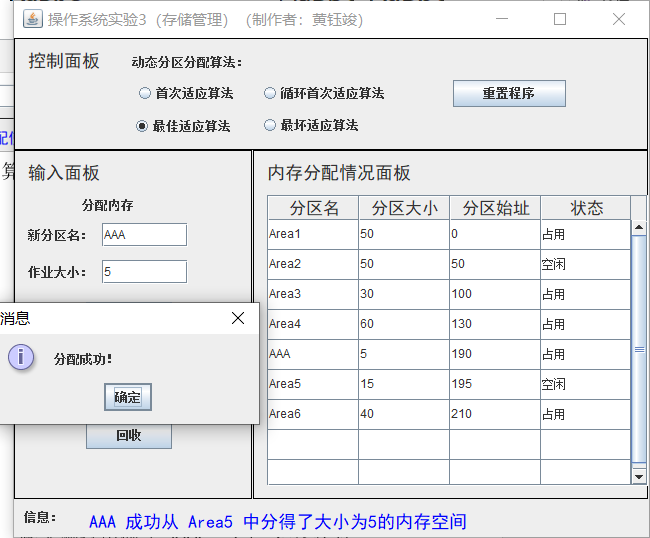 操作系统实验3（存储管理）（制作者：黄钰竣）
控制面板
动态分区分配算法：
首次适应算法 循环首次适应算法 重置程序
最佳适应算法 最坏适应算法
输入面板
分配内存
新分区名： AAA
作业大小： 5
消息
分配成功！
确定
回收
内存分配情况面板
分区名 分区大小 分区始址 状态
Area1 50 0 占用
Area2 50 50 空闲
Area3 30 100 占用
Area4 60 130 占用
AAA 5 190 占用
Area5 15 195 空闲
Area6 40 210 占用
信息： AAA 成功从 Area5 中分得了大小为5的内存空间